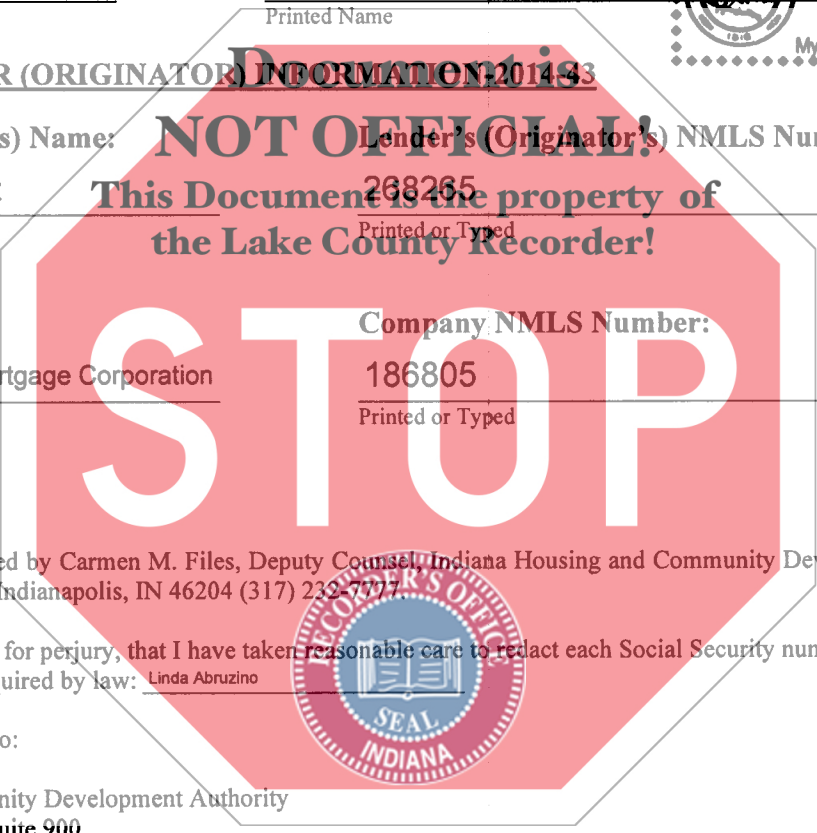 Printed Name
My
R (ORIGINATOR) INFORMATION-2014-43
Document is
s) Name:
Lender's (Originator's) NMLS Nu
NOT OFFICIAL!
268265
This Document is the property of
Printed or Typed
the Lake County Recorder!
Company NMLS Number:
STOP
rtgage Corporation
186805
Printed or Typed
ed by Carmen M. Files, Deputy Counsel, Indiana Housing and Community De
Indianapolis, IN 46204 (317) 232-7777.
RECORDER'S OFFICE
SEAL
INDIANA
for perjury, that I have taken reasonable care to redact each Social Security nu
uired by law: Linda Abruzino
o:
nity Development Authority
uite 900